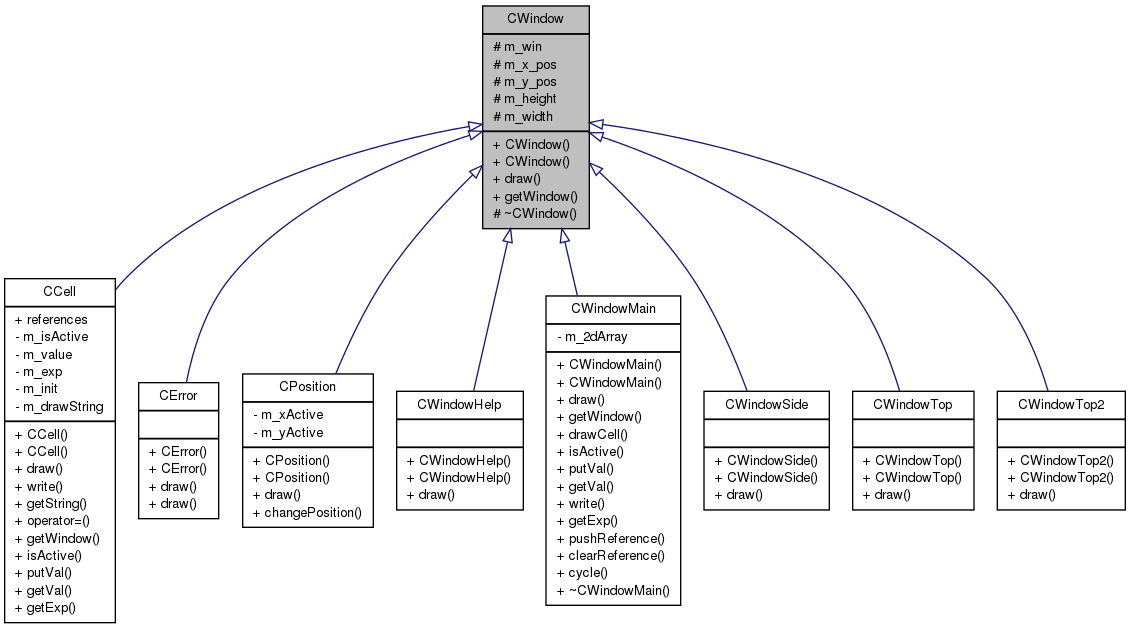 CWindow
# m_win
# m_x_pos
# m_y_pos
# m_height
# m_width
+ CWindow()
+ CWindow()
+ draw()
+ getWindow()
# ~CWindow()
CCell
+ references
- m_isActive
- m_value
- m_exp
- m_init
- m_drawString
+ CCell()
+ CCell()
+ draw()
+ write()
+ getString()
+ operator=()
+ getWindow()
+ isActive()
+ putVal()
+ getVal()
+ getExp()
CError
+ CError()
+ CError()
+ draw()
+ draw()
CPosition
- m_xActive
- m_yActive
+ CPosition()
+ CPosition()
+ draw()
+ changePosition()
CWindowHelp
+ CWindowHelp()
+ CWindowHelp()
+ draw()
CWindowMain
- m_2dArray
+ CWindowMain()
+ CWindowMain()
+ draw()
+ getWindow()
+ drawCell()
+ isActive()
+ putVal()
+ getVal()
+ write()
+ getExp()
+ pushReference()
+ clearReference()
+ cycle()
+ ~CWindowMain()
CWindowSide
+ CWindowSide()
+ CWindowSide()
+ draw()
CWindowTop
+ CWindowTop()
+ CWindowTop()
+ draw()
CWindowTop2
+ CWindowTop2()
+ CWindowTop2()
+ draw()